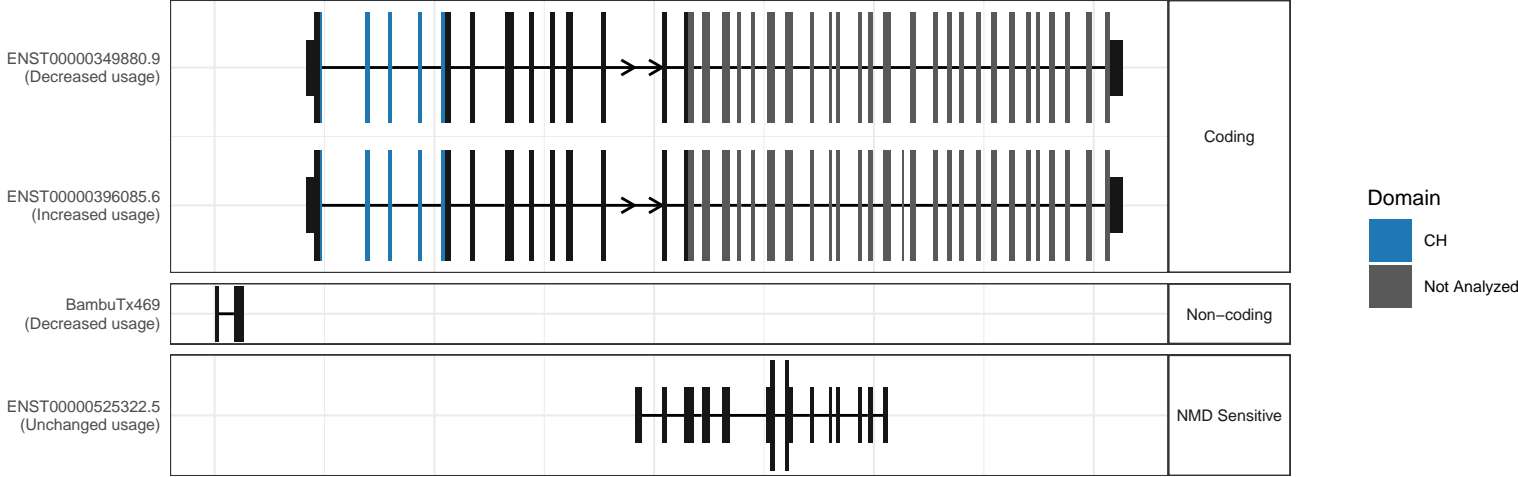 ENST00000349880.9
(Decreased usage)
Coding
ENST00000396085.6
(Increased usage)
BambuTx469
(Decreased usage)
Non−coding
ENST00000525322.5
(Unchanged usage)
NMD Sensitive
Domain
CH
Not Analyzed